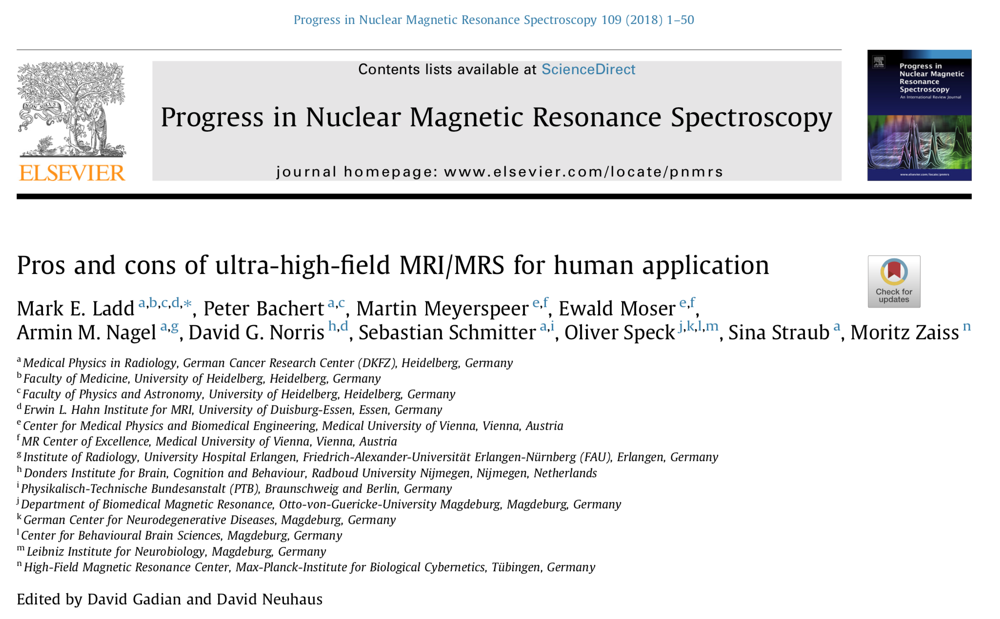 Progress in Nuclear Magnetic Resonance Spectroscopy 109 (2018) 1–50
Contents lists available at ScienceDirect
Progress in Nuclear Magnetic Resonance Spectroscopy
journal homepage: www.elsevier.com/locate/pnmrs
NON SOLUS
ELSEVIER
ELSEVIER
Progress in
Nuclear Magnetic
Resonance
Spectroscopy
An International Review Journal
www.elsevier.com/locate/pnmrs
Pros and cons of ultra-high-field MRI/MRS for human application
Check for
updates
Mark E. Ladd a,b,c,d,*, Peter Bachert a,c, Martin Meyerspeer e,f, Ewald Moser e,f,
Armin M. Nagel a,g, David G. Norris h,d, Sebastian Schmitter a,i, Oliver Speck j,k,l,m, Sina Straub a, Moritz Zaiss n
a Medical Physics in Radiology, German Cancer Research Center (DKFZ), Heidelberg, Germany
b Faculty of Medicine, University of Heidelberg, Heidelberg, Germany
c Faculty of Physics and Astronomy, University of Heidelberg, Heidelberg, Germany
d Erwin L. Hahn Institute for MRI, University of Duisburg-Essen, Essen, Germany
e Center for Medical Physics and Biomedical Engineering, Medical University of Vienna, Vienna, Austria
f MR Center of Excellence, Medical University of Vienna, Vienna, Austria
g Institute of Radiology, University Hospital Erlangen, Friedrich-Alexander-Universität Erlangen-Nürnberg (FAU), Erlangen, Germany
h Donders Institute for Brain, Cognition and Behaviour, Radboud University Nijmegen, Nijmegen, Netherlands
i Physikalisch-Technische Bundesanstalt (PTB), Braunschweig and Berlin, Germany
j Department of Biomedical Magnetic Resonance, Otto-von-Guericke-University Magdeburg, Magdeburg, Germany
k German Center for Neurodegenerative Diseases, Magdeburg, Germany
l Center for Behavioural Brain Sciences, Magdeburg, Germany
m Leibniz Institute for Neurobiology, Magdeburg, Germany
n High-Field Magnetic Resonance Center, Max-Planck-Institute for Biological Cybernetics, Tübingen, Germany
Edited by David Gadian and David Neuhaus